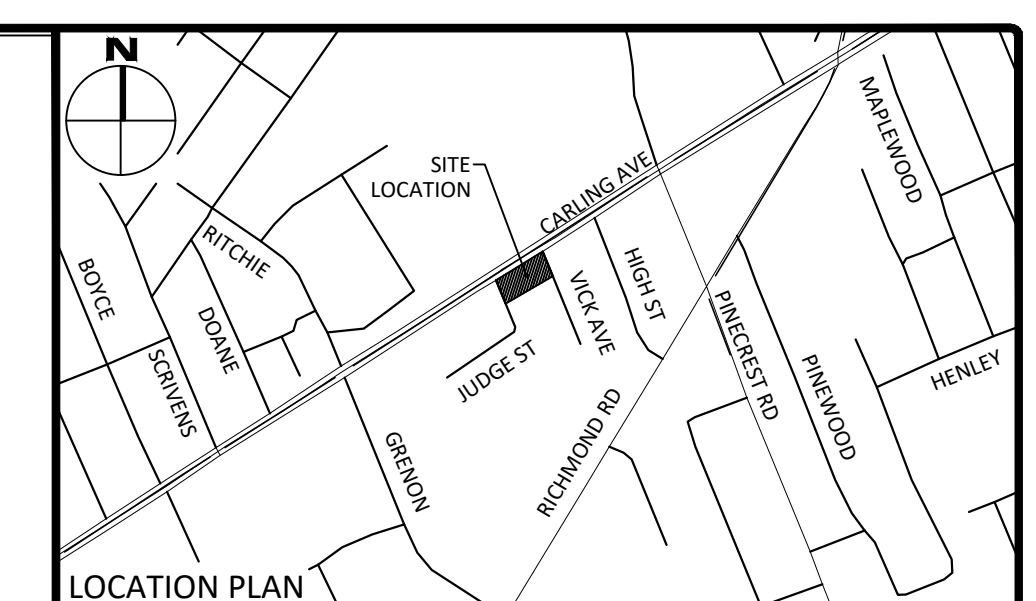 N
SITE
LOCATION
CARLING AVE
MAPLEWOOD
RITCHIE
BOYCE
DOANE
SCRIVENS
VICK AVE
HIGH ST
JUDGE ST
PINECREST RD
PINEWOOD
HENLEY
RICHMOND RD
GRENON
LOCATION PLAN